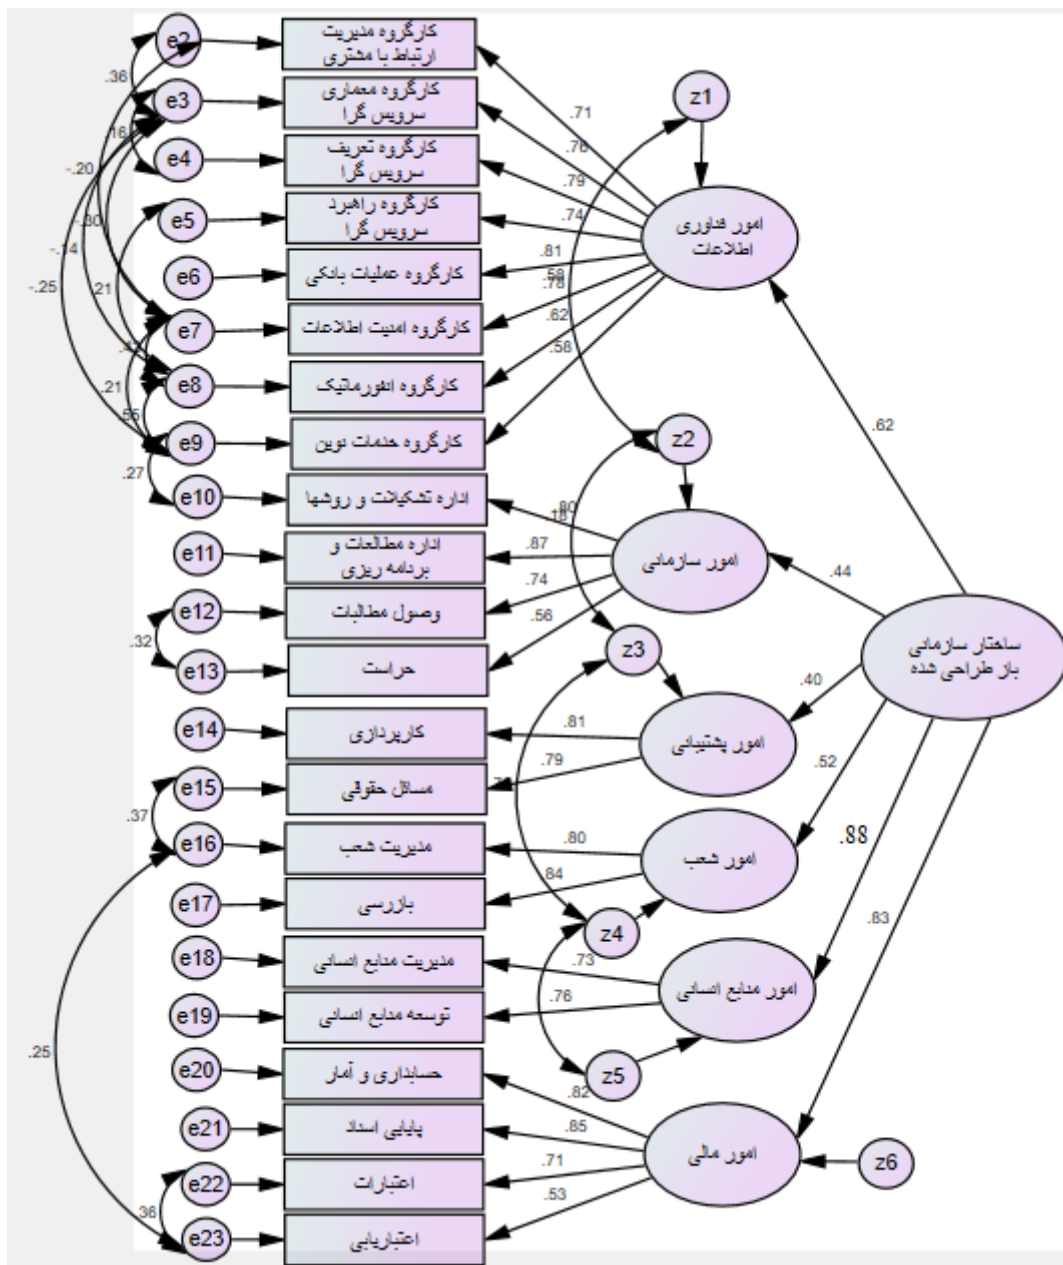 e2
کارگروه مدیریت
ارتباط با مشتری
.36
e3
کارگروه معماری
سرویس گرا
z1
.71
.76
.16
e4
کارگروه تعریف
سرویس گرا
-.20
.79
e5
کارگروه راهبرد
سرویس گرا
.74
امور فناوری
اطلاعات
-.30
-.14
-.25
.21
e6
کارگروه عملیات بانکی
.81
.58
.78
e7
کارگروه امنیت اطلاعات
.62
.58
e8
کارگروه انفورماتیک
.21
.55
e9
کارگروه خدمات نوین
z2
.62
.27
e10
اداره تشکیلات و روشها
.80
.18
e11
اداره مطالعات و
برنامه ریزی
.87
امور سازمانی
.44
e12
وصول مطالبات
.74
.56
.32
e13
حراست
z3
ساختار سازمانی
باز طراحی شده
.40
e14
کارپردازی
.81
امور پشتیبانی
.79
.52
e15
مسائل حقوقی
.37
e16
مدیریت شعب
.80
امور شعب
.88
.84
e17
بازرسی
z4
.83
e18
مدیریت منابع انسانی
.73
امور منابع انسانی
.76
e19
توسعه منابع انسانی
.25
e20
حسابداری و آمار
z5
.82
e21
پایایی اسناد
.85
امور مالی
z6
.71
e22
اعتبارات
.53
.36
e23
اعتباریابی